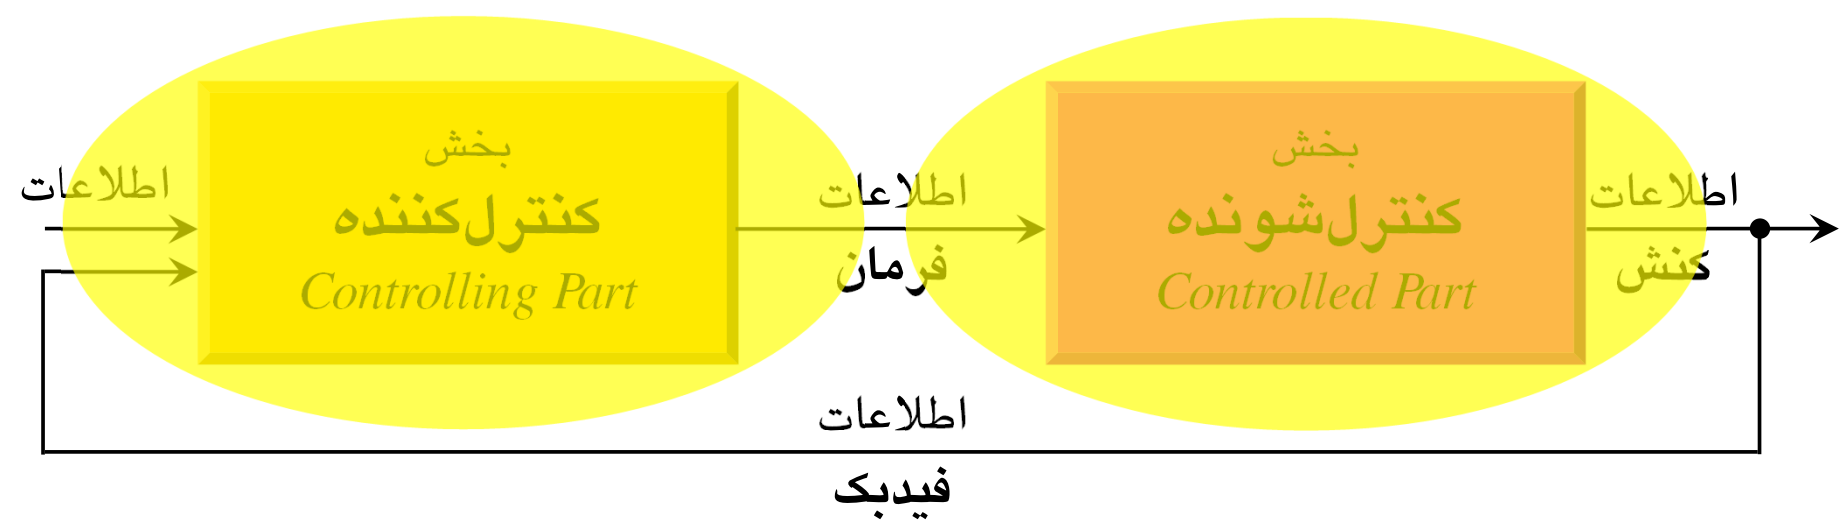 اطلاعات
بخش
کنترل‌کننده
Controlling Part
اطلاعات
فرمان
بخش
کنترل‌شونده
Controlled Part
اطلاعات
کنش
اطلاعات
فیدبک